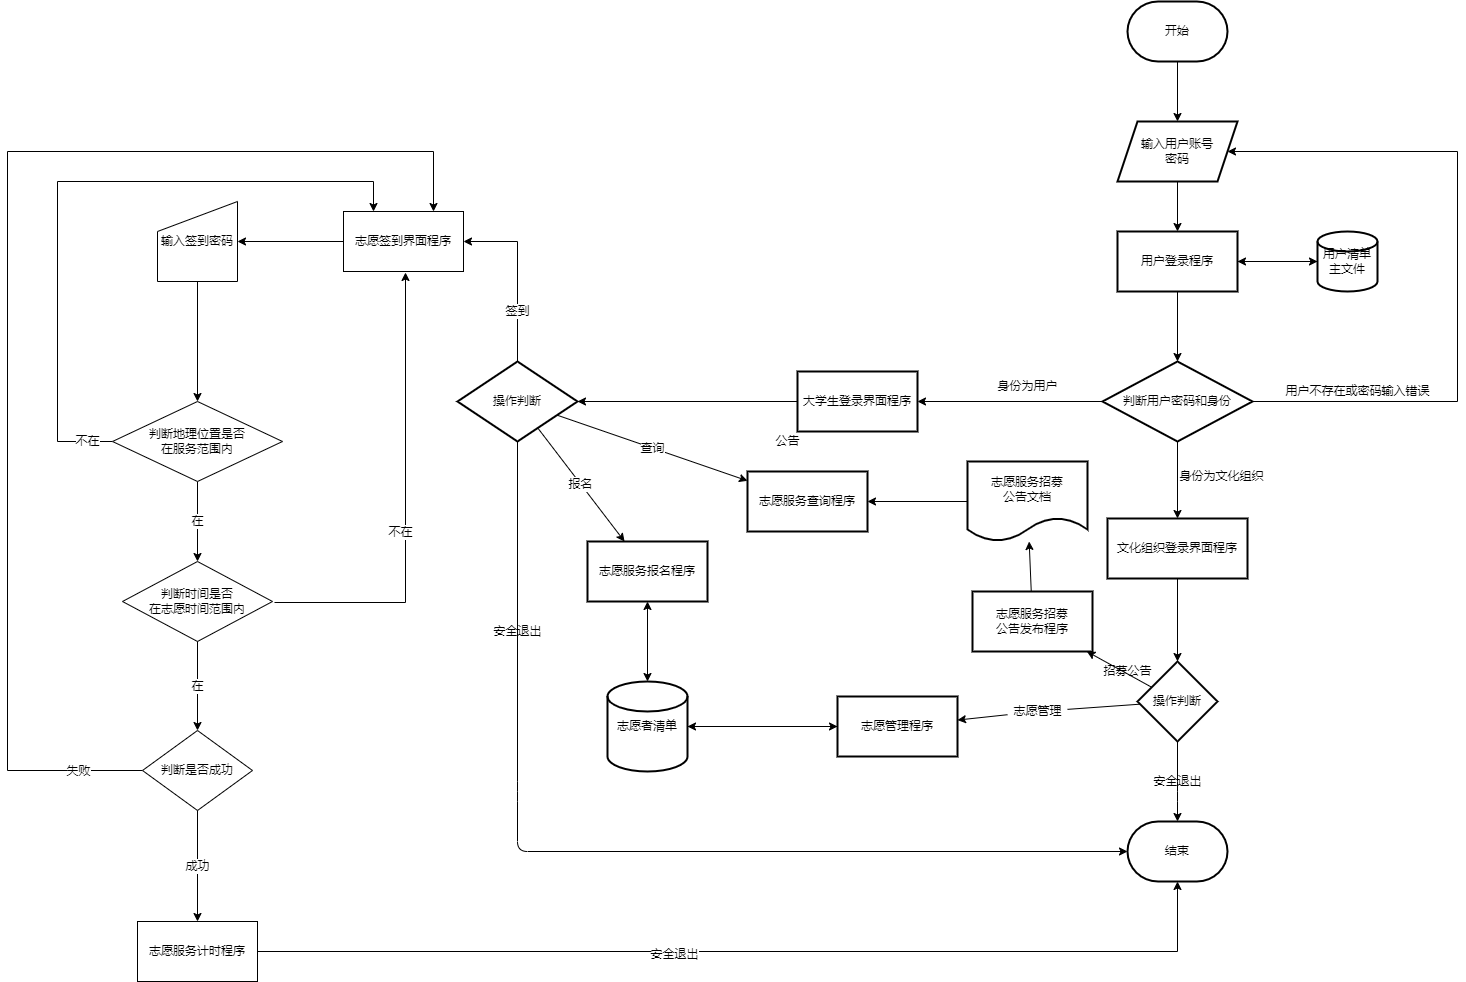 开始
输入用户账号
密码
输入签到密码
志愿签到界面程序
用户登录程序
用户清单
主文件
签到
身份为用户
用户不存在或密码输入错误
操作判断
大学生登录界面程序
判断用户密码和身份
判断地理位置是否
在服务范围内
不在
公告
查询
身份为文化组织
报名
志愿服务查询程序
志愿服务招募
公告文档
在
不在
文化组织登录界面程序
志愿服务报名程序
判断时间是否
在志愿时间范围内
志愿服务招募
公告发布程序
安全退出
招募公告
在
操作判断
志愿管理
志愿者清单
志愿管理程序
失败
判断是否成功
安全退出
结束
成功
志愿服务计时程序
安全退出